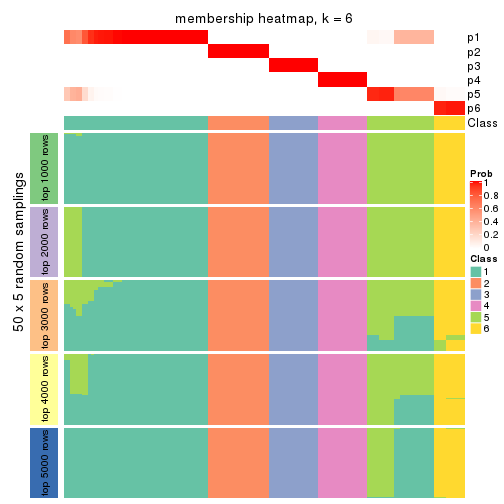 membership heatmap, k = 6
p1
p2
p3
p4
p5
p6
Class
50 x 5 random samplings
top 1000 rows
top 2000 rows
top 3000 rows
top 4000 rows
top 5000 rows
Prob
1
0.8
0.6
0.4
0.2
0
Class
1
2
3
4
5
6